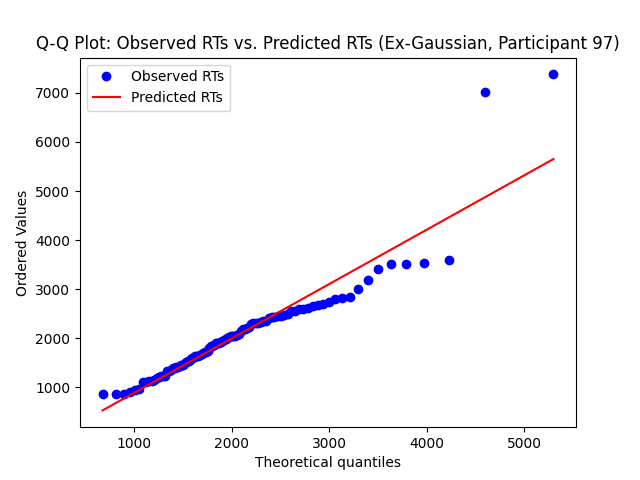 Q-Q Plot: Observed RTs vs. Predicted RTs (Ex-Gaussian, Participant 97)
Observed RTs
Predicted RTs
7000
6000
5000
4000
3000
2000
1000
Ordered Values
1000 2000 3000 4000 5000
Theoretical quantiles